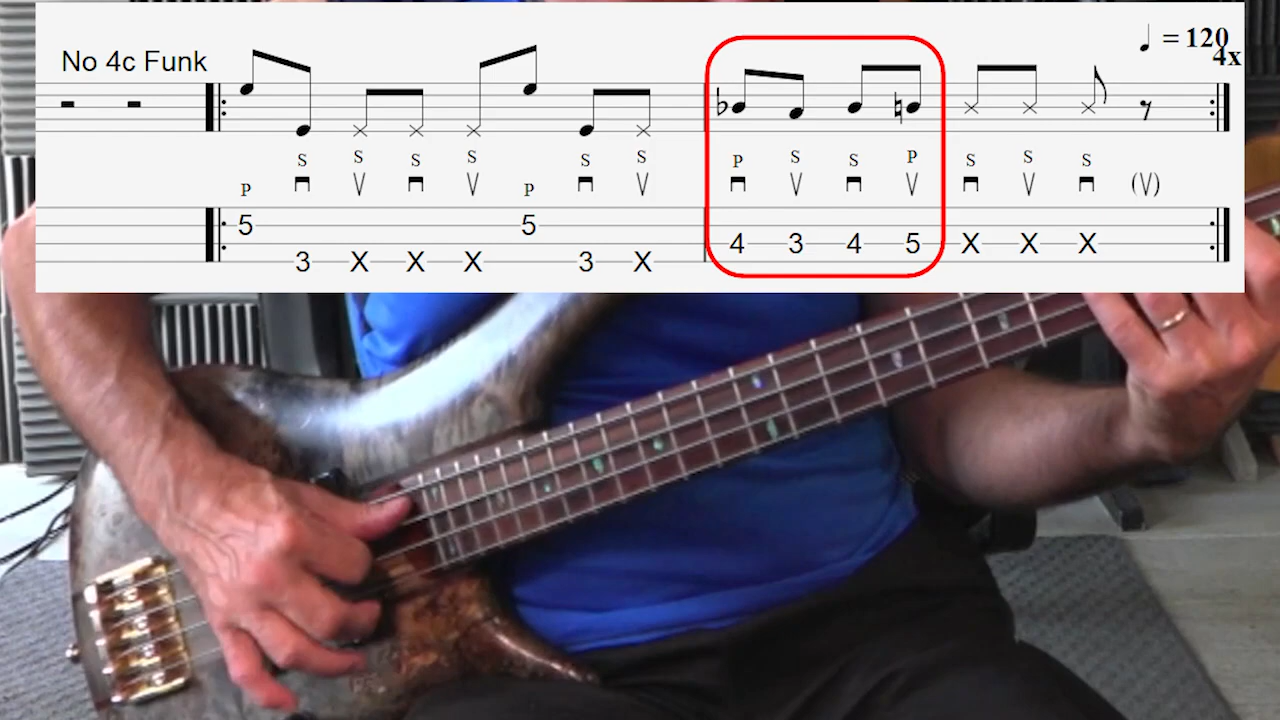 = 120
No 4c Funk 4x
S S S S S S P S S P S S S
P P (V)
5 5
4 3 4 5 X X X
3 X X X 3 X